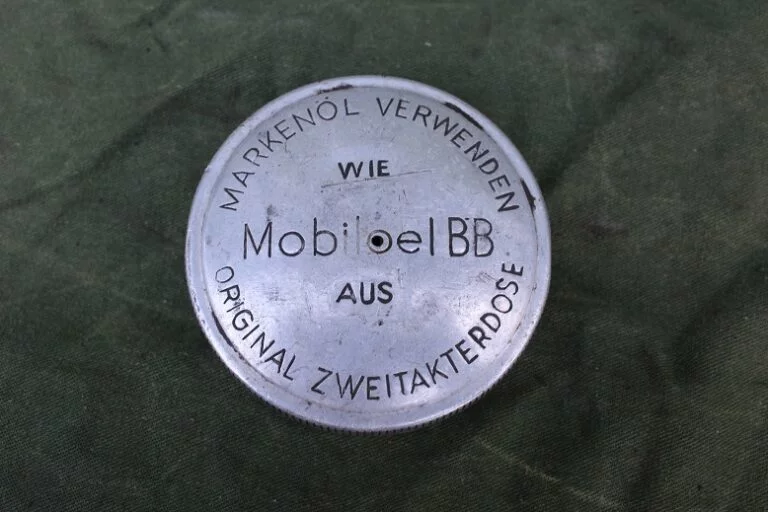 MARKENÖL VERWENDEN
WIE
Mobiloel BB
AUS
ORIGINAL ZWEITAKTERDOSE